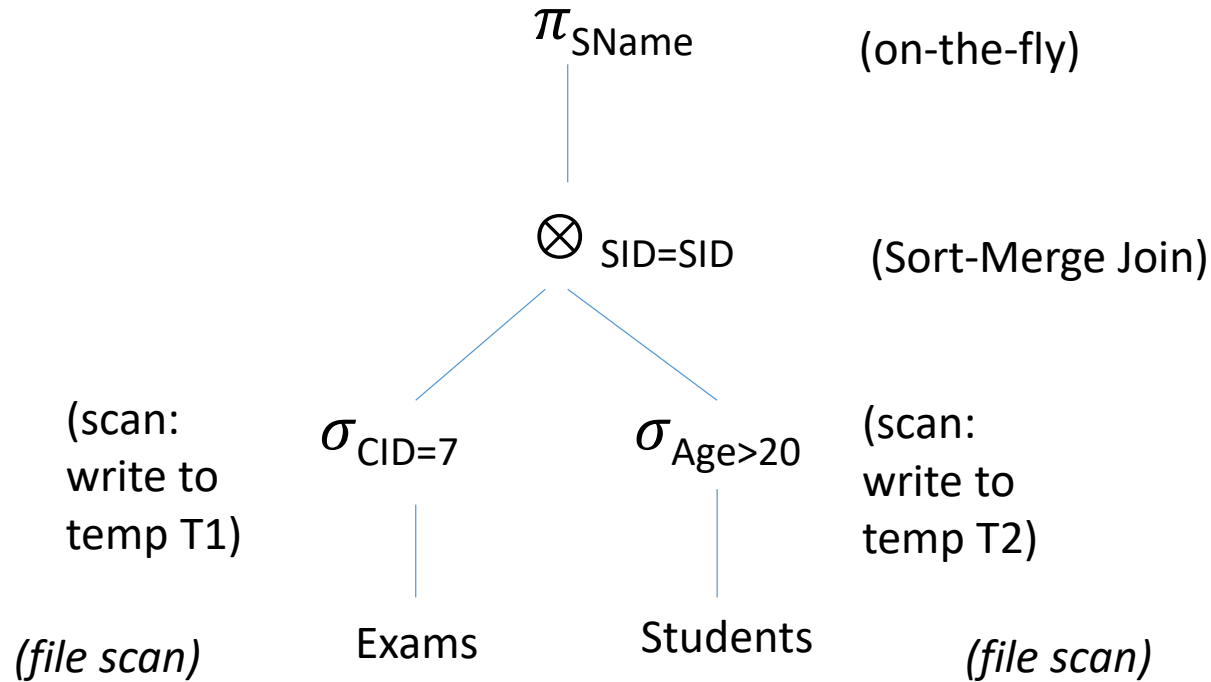 π SName (on-the-fly)
⊗ SID=SID (Sort-Merge Join)
(scan:
write to
temp T1)
σ CID=7
σ Age>20
(scan:
write to
temp T2)
(file scan)
Exams
Students
(file scan)